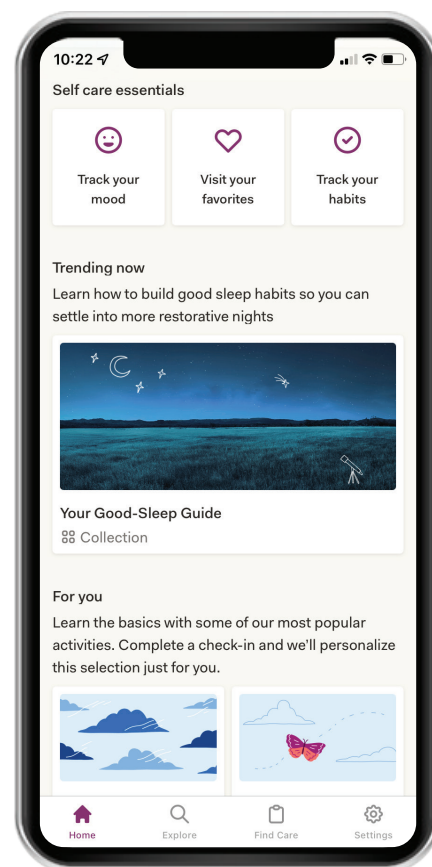 10:22
Self care essentials
Track your
mood
Visit your
favorites
Track your
habits
Trending now
Learn how to build good sleep habits so you can
settle into more restorative nights
Your Good-Sleep Guide
Collection
For you
Learn the basics with some of our most popular
activities. Complete a check-in and we'll personalize
this selection just for you.
Home
Explore
Find Care
Settings